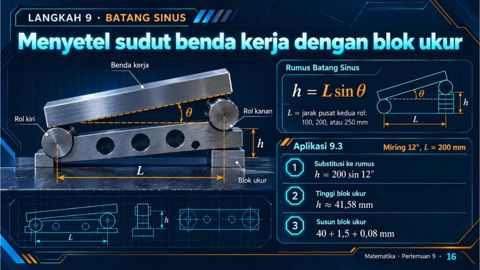 LANGKAH 9 • BATANG SINUS
Menyetel sudut benda kerja dengan blok ukur
Benda kerja
θ
Rol kiri
Rol kanan
h
L
Blok ukur
h
L
Rumus Batang Sinus
h = L sin θ
L = jarak pusat kedua rol:
100, 200, atau 250 mm
θ
h
L
Aplikasi 9.3
Miring 12°, L = 200 mm
1
Substitusi ke rumus
h = 200 sin 12°
2
Tinggi blok ukur
h ≈ 41,58 mm
3
Susun blok ukur
40 + 1,5 + 0,08 mm
Matematika • Pertemuan 9 • 16